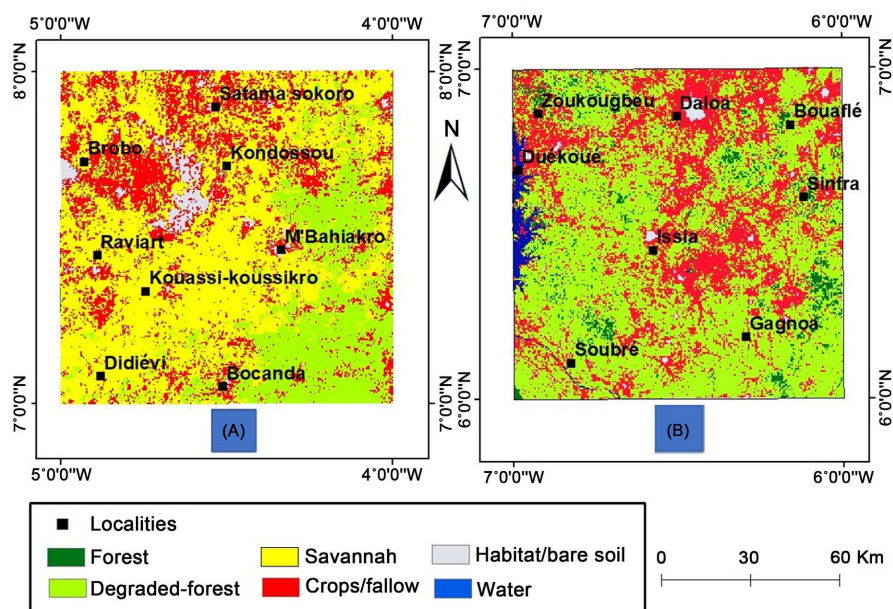 5°0'0"W 4°0'0"W
7°0'0"W 6°0'0"W
8°0'0"N 8°0'0"N
7°0'0"N 7°0'0"N
Satama sokoro
Brobo
Kondossou
Raviart
M'Bahiakro
Kouassi-koussikro
Didiévi
Bocanda
N
Zoukougbeu
Daloa
Bouaflé
Duekoué
Sinfra
Issia
Gagnoa
Soubré
7°0'0"N 7°0'0"N
6°0'0"N 6°0'0"N
(A)
(B)
5°0'0"W 4°0'0"W
7°0'0"W 6°0'0"W
Localities
Forest Savannah Habitat/bare soil
Degraded-forest Crops/fallow Water
0 30 60 Km